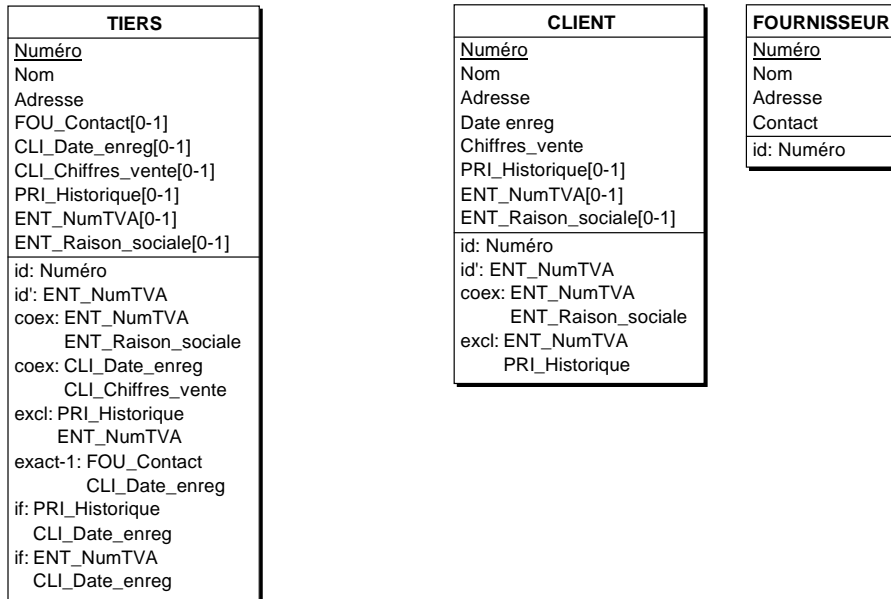 TIERS
Numéro
Nom
Adresse
FOU_Contact[0-1]
CLI_Date_enreg[0-1]
CLI_Chiffres_vente[0-1]
PRI_Historique[0-1]
ENT_NumTVA[0-1]
ENT_Raison_sociale[0-1]
id: Numéro
id': ENT_NumTVA
coex: ENT_NumTVA
ENT_Raison_sociale
coex: CLI_Date_enreg
CLI_Chiffres_vente
excl: PRI_Historique
ENT_NumTVA
exact-1: FOU_Contact
CLI_Date_enreg
if: PRI_Historique
CLI_Date_enreg
if: ENT_NumTVA
CLI_Date_enreg
CLIENT
Numéro
Nom
Adresse
Date enreg
Chiffres_vente
PRI_Historique[0-1]
ENT_NumTVA[0-1]
ENT_Raison_sociale[0-1]
id: Numéro
id': ENT_NumTVA
coex: ENT_NumTVA
ENT_Raison_sociale
excl: ENT_NumTVA
PRI_Historique
FOURNISSEUR
Numéro
Nom
Adresse
Contact
id: Numéro